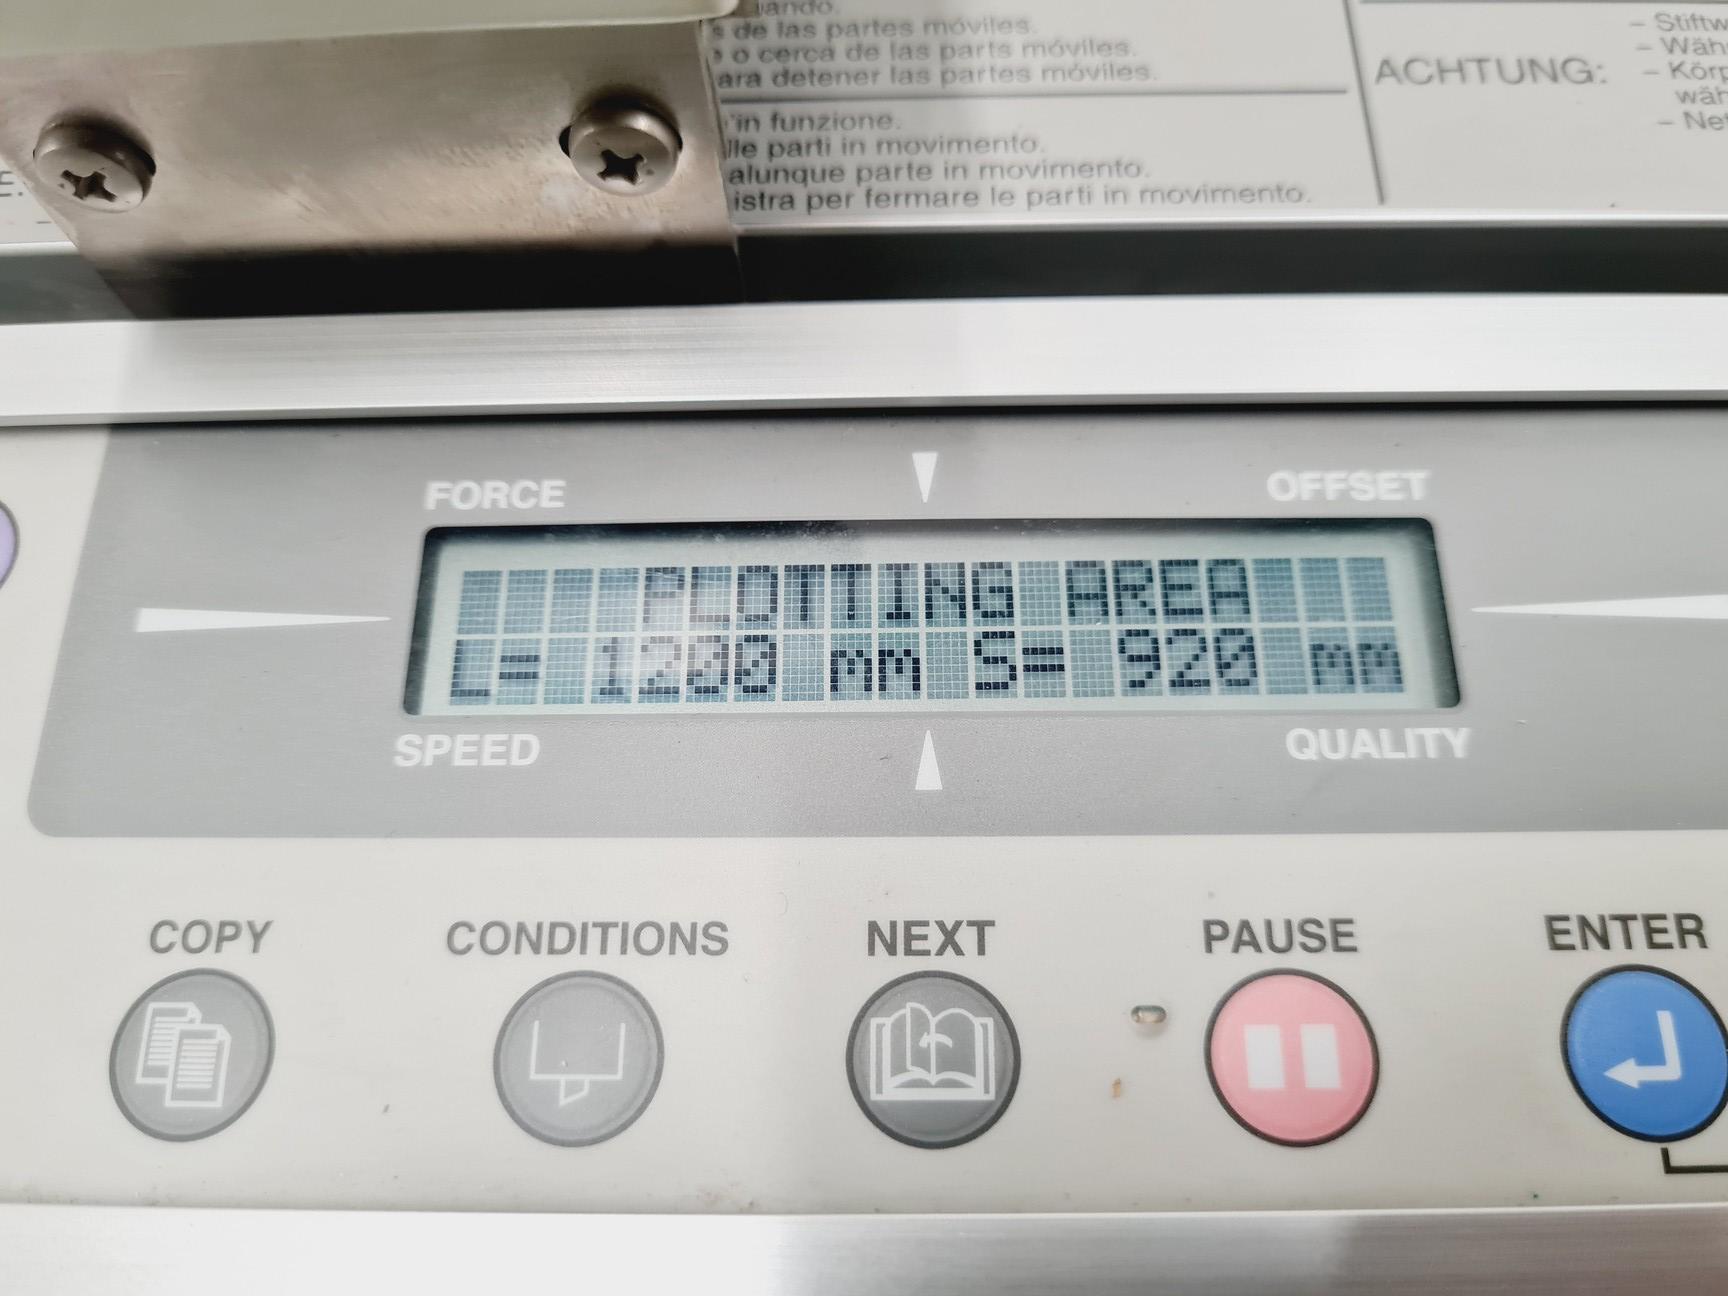 de las partes móviles.
o cerca de las parts móviles.
ara detener las partes móviles.
in funzione.
lle parti in movimento.
alunque parte in movimento.
istra per fermare le parti in movimento.
ACHTUNG:
FORCE
OFFSET
PLOTTING AREA
L= 1200 mm S= 920 mm
SPEED
QUALITY
COPY
CONDITIONS
NEXT
PAUSE
ENTER